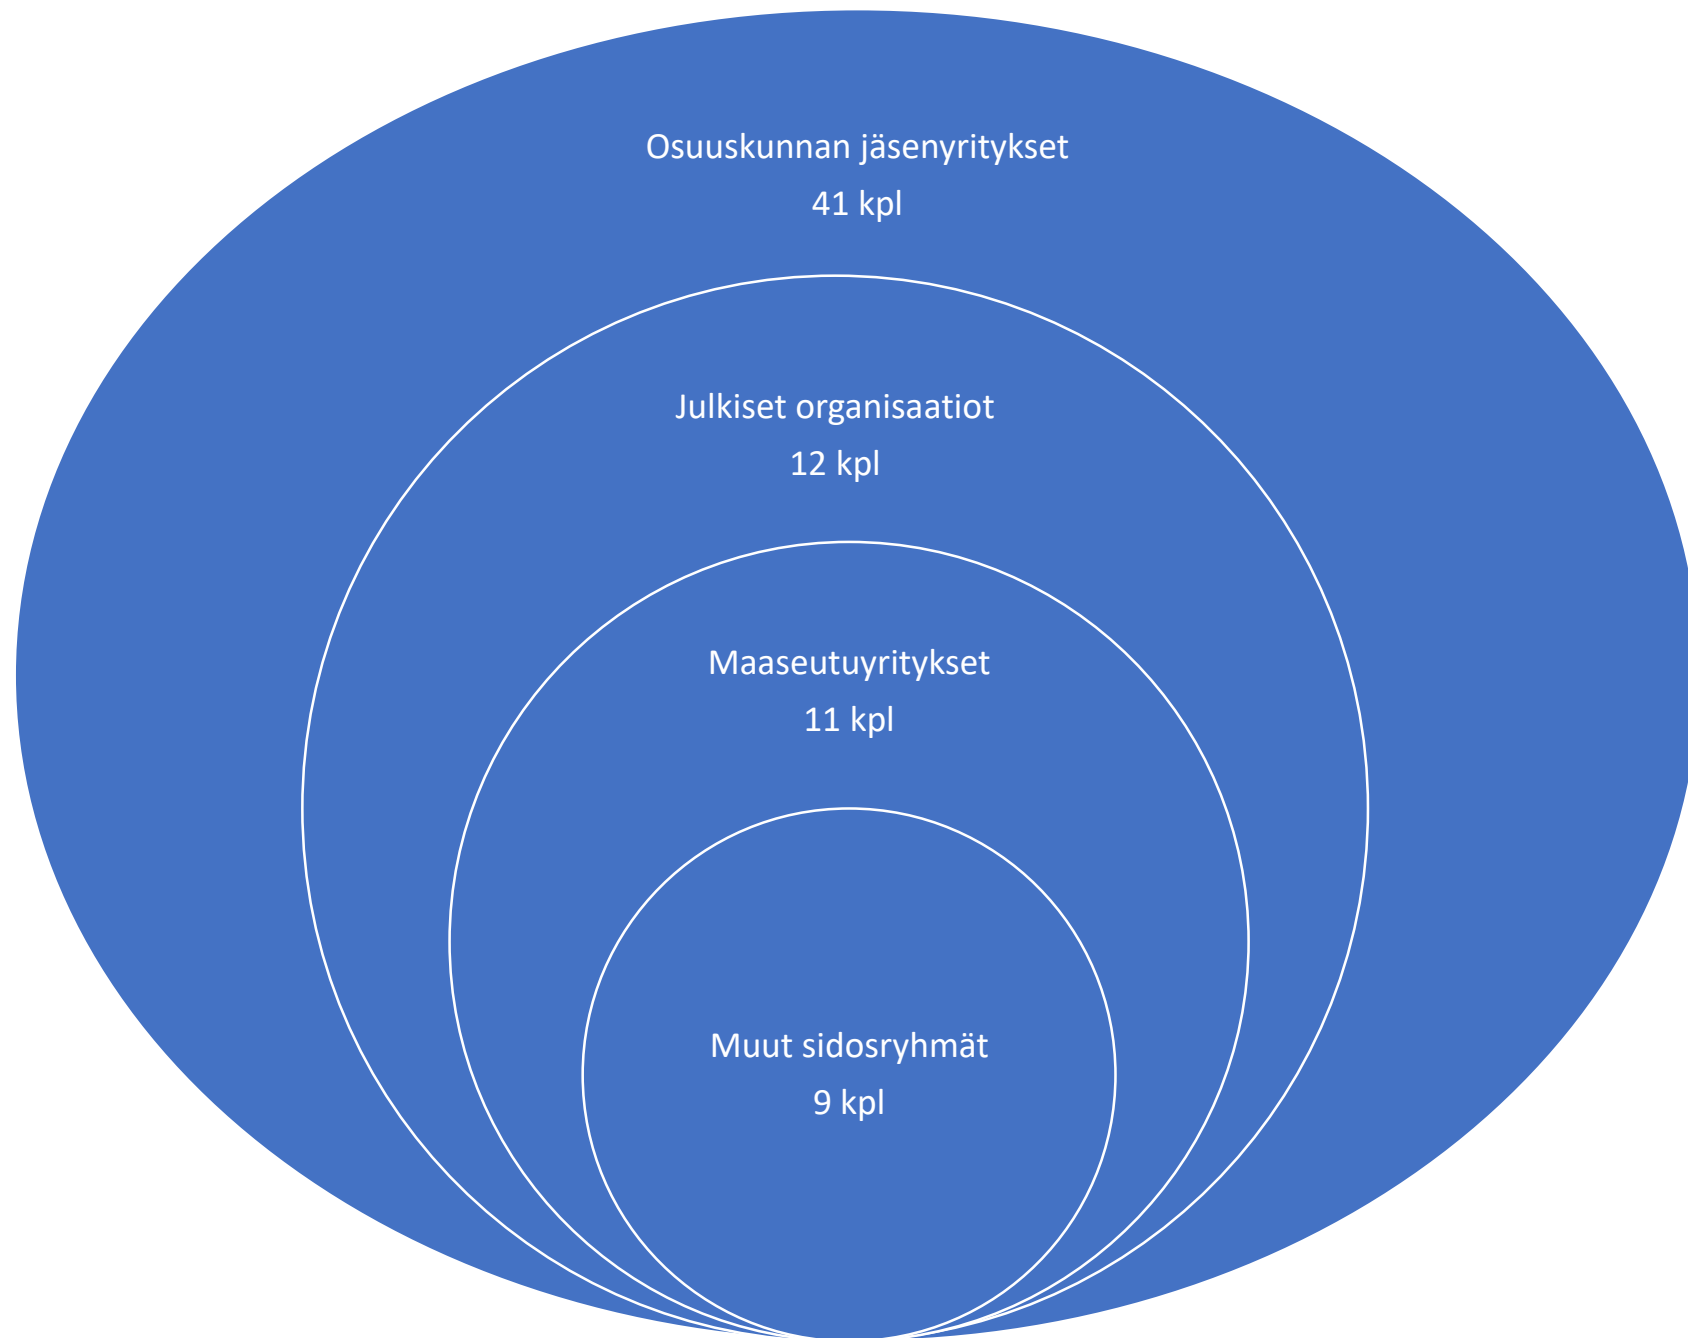 Osuuskunnan jäsenyritykset
41 kpl
Julkiset organisaatiot
12 kpl
Maaseutuyritykset
11 kpl
Muut sidosryhmät
9 kpl